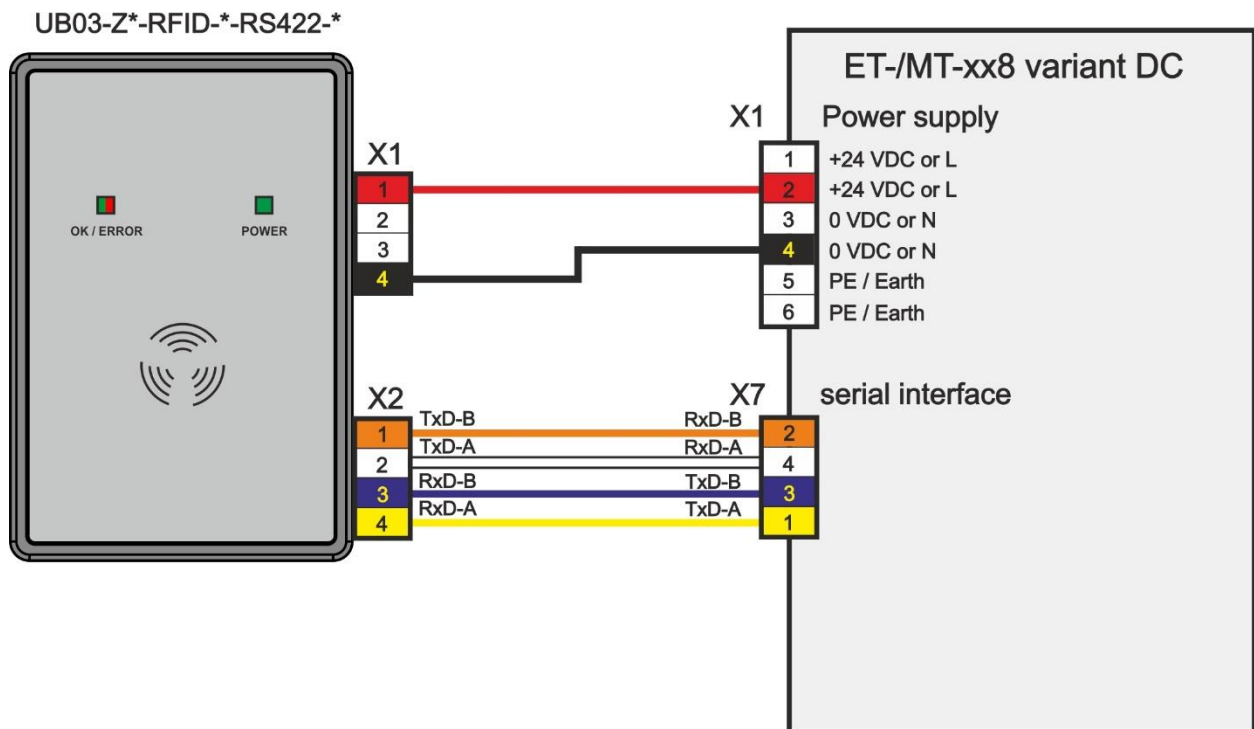 UB03-Z*-RFID-*-RS422-*
ET-/MT-xx8 variant DC
X1 Power supply
X1
1 +24 VDC or L
1 2 +24 VDC or L
OK / ERROR POWER 2 3 0 VDC or N
3 4 0 VDC or N
4 5 PE / Earth
6 PE / Earth
X2 X7 serial interface
1 TxD-B RxD-B 2
2 TxD-A RxD-A 4
3 RxD-B TxD-B 3
4 RxD-A TxD-A 1